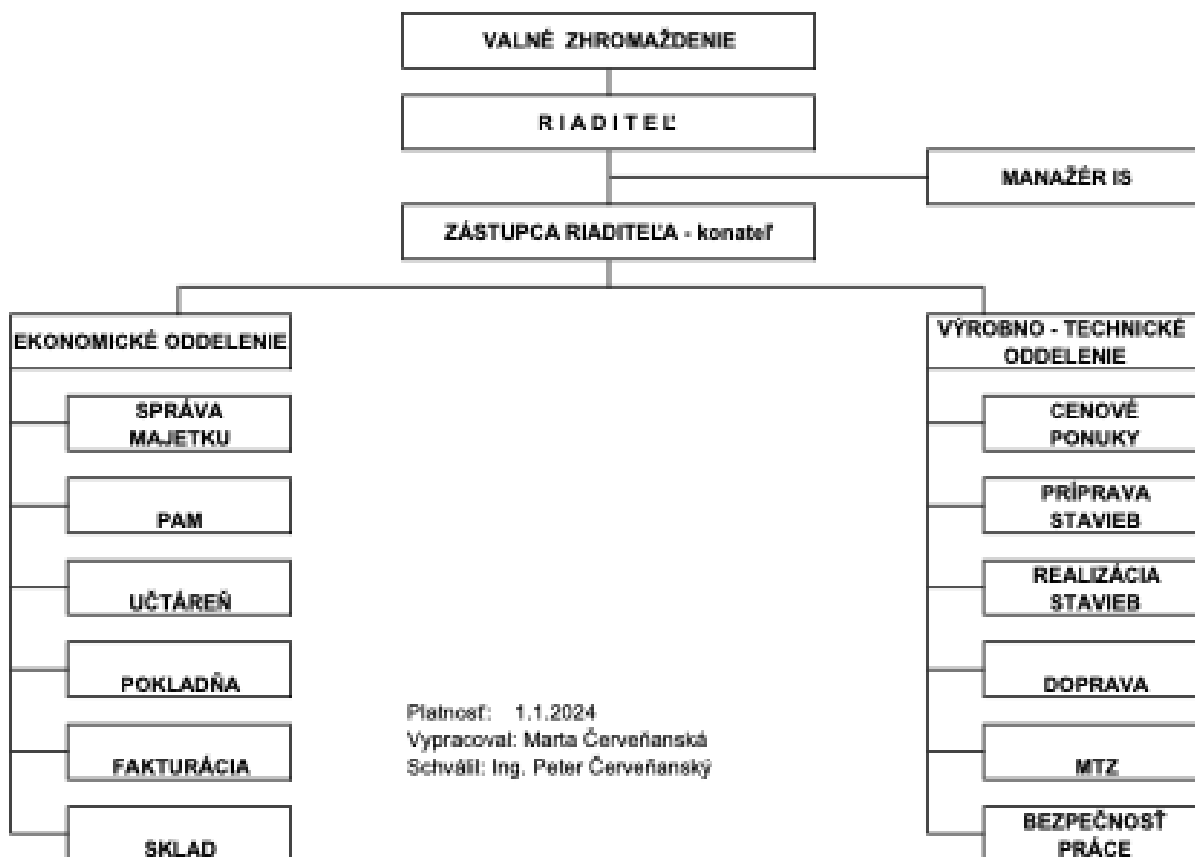 VALNÉ ZHROMAŽDENIE
RIADITEĽ
MANAŽÉR IS
ZÁSTUPCA RIADITEĽA - konateľ
EKONOMICKÉ ODDELENIE
SPRÁVA
MAJETKU
PAM
UČTÁREŇ
POKLADŇA
FAKTURÁCIA
SKLAD
VÝROBNO - TECHNICKÉ
ODDELENIE
CENOVÉ
PONUKY
PRÍPRAVA
STAVIEB
REALIZÁCIA
STAVIEB
DOPRAVA
MTZ
BEZPEČNOSŤ
PRÁCE
Platnosť: 1.1.2024
Vypracoval: Marta Červeňanská
Schválil: Ing. Peter Červeňanský